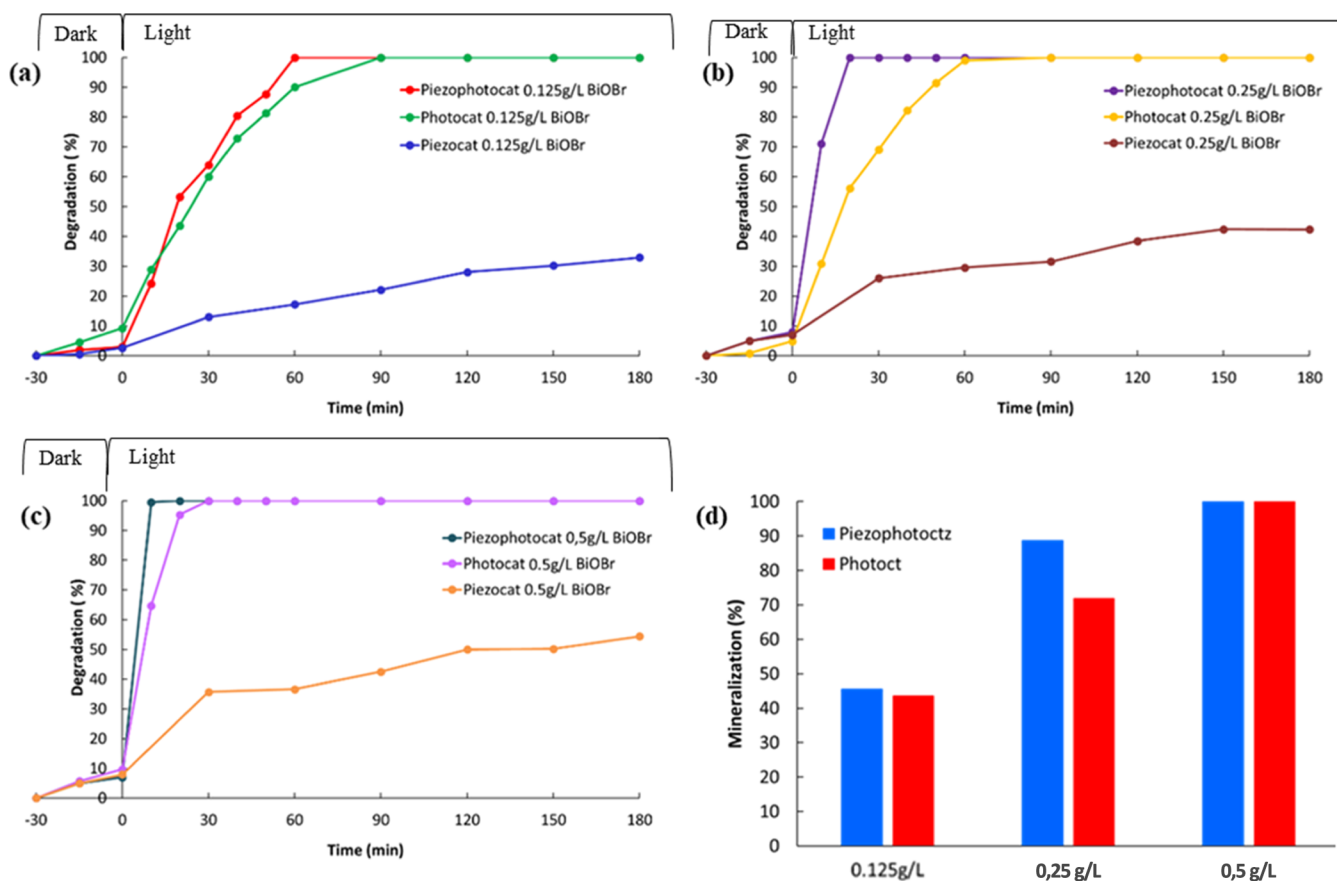 Dark Light
(a)
100
90
80
70
60
50
40
30
20
10
0
Degradation ( %)
Piezophotocat 0.125g/L BiOBr
Photocat 0.125g/L BiOBr
Piezocat 0.125g/L BiOBr
-30 0 30 60 90 120 150 180
Time (min)
Dark Light
(b)
100
90
80
70
60
50
40
30
20
10
0
Degradation ( %)
Piezophotocat 0.25g/L BiOBr
Photocat 0.25g/L BiOBr
Piezocat 0.25g/L BiOBr
-30 0 30 60 90 120 150 180
Time (min)
Dark Light
(c)
100
90
80
70
60
50
40
30
20
10
0
Degradation ( %)
Piezophotocat 0,5g/L BiOBr
Photocat 0.5g/L BiOBr
Piezocat 0.5g/L BiOBr
-30 0 30 60 90 120 150 180
Time (min)
(d)
100
90
80
70
60
50
40
30
20
10
0
Mineralization (%)
Piezophotoctz
Photoct
0.125g/L 0,25 g/L 0,5 g/L